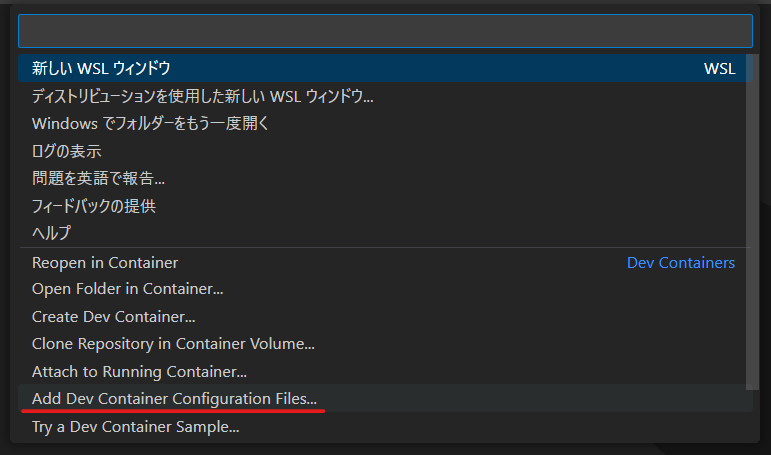 新しい WSL ウィンドウ WSL
ディストリビューションを使用した新しい WSL ウィンドウ...
Windows でフォルダーをもう一度開く
ログの表示
問題を英語で報告...
フィードバックの提供
ヘルプ
Reopen in Container Dev Containers
Open Folder in Container...
Create Dev Container...
Clone Repository in Container Volume...
Attach to Running Container...
Add Dev Container Configuration Files...
Try a Dev Container Sample...